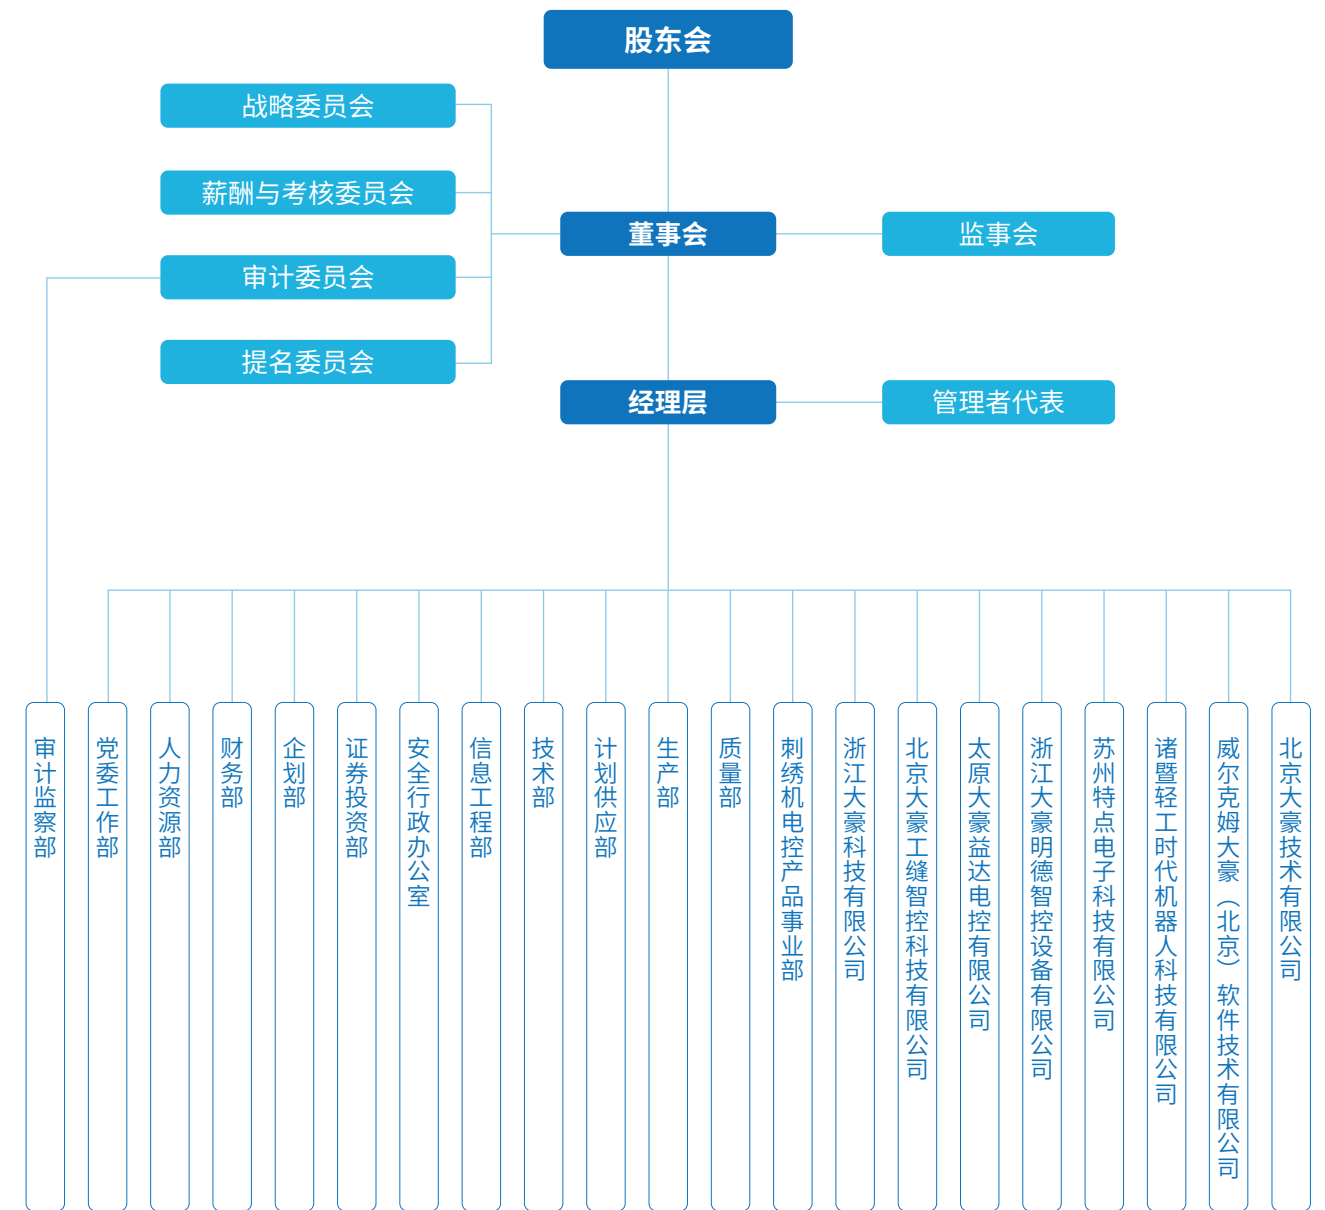 股东会
战略委员会
薪酬与考核委员会
董事会
监事会
审计委员会
提名委员会
经理层
管理者代表
审计监察部
党委工作部
人力资源部
财务部
企划部
证券投资部
安全行政办公室
信息工程部
技术部
计划供应部
生产部
质量部
刺绣机电控产品事业部
浙江大豪科技有限公司
北京大豪工缝智控科技有限公司
太原大豪益达电控有限公司
浙江大豪明德智控设备有限公司
苏州特点电子科技有限公司
诸暨轻工时代机器人科技有限公司
威尔克姆大豪（北京）软件技术有限公司
北京大豪技术有限公司